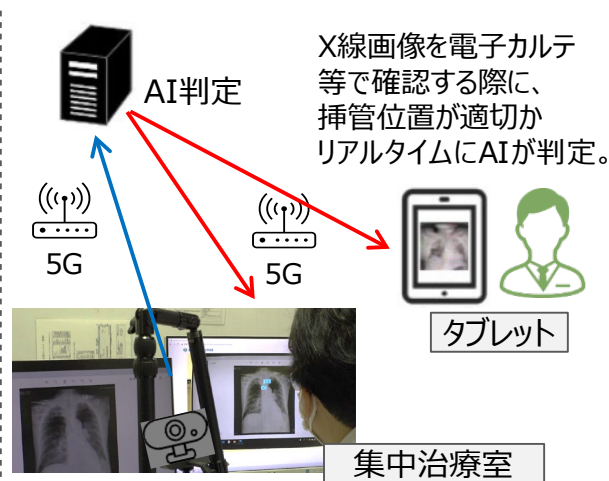 AI判定
X線画像を電子カルテ
等で確認する際に、
挿管位置が適切か
リアルタイムにAIが判定。
5G
5G
タブレット
集中治療室